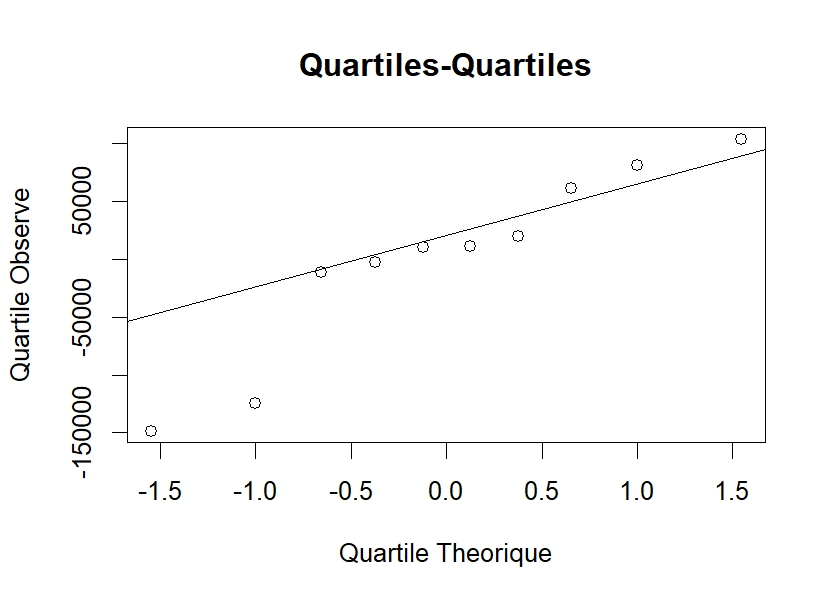 Quartiles-Quartiles
Quartile Observe
50000
-50000
-150000
-1.5 -1.0 -0.5 0.0 0.5 1.0 1.5
Quartile Theorique